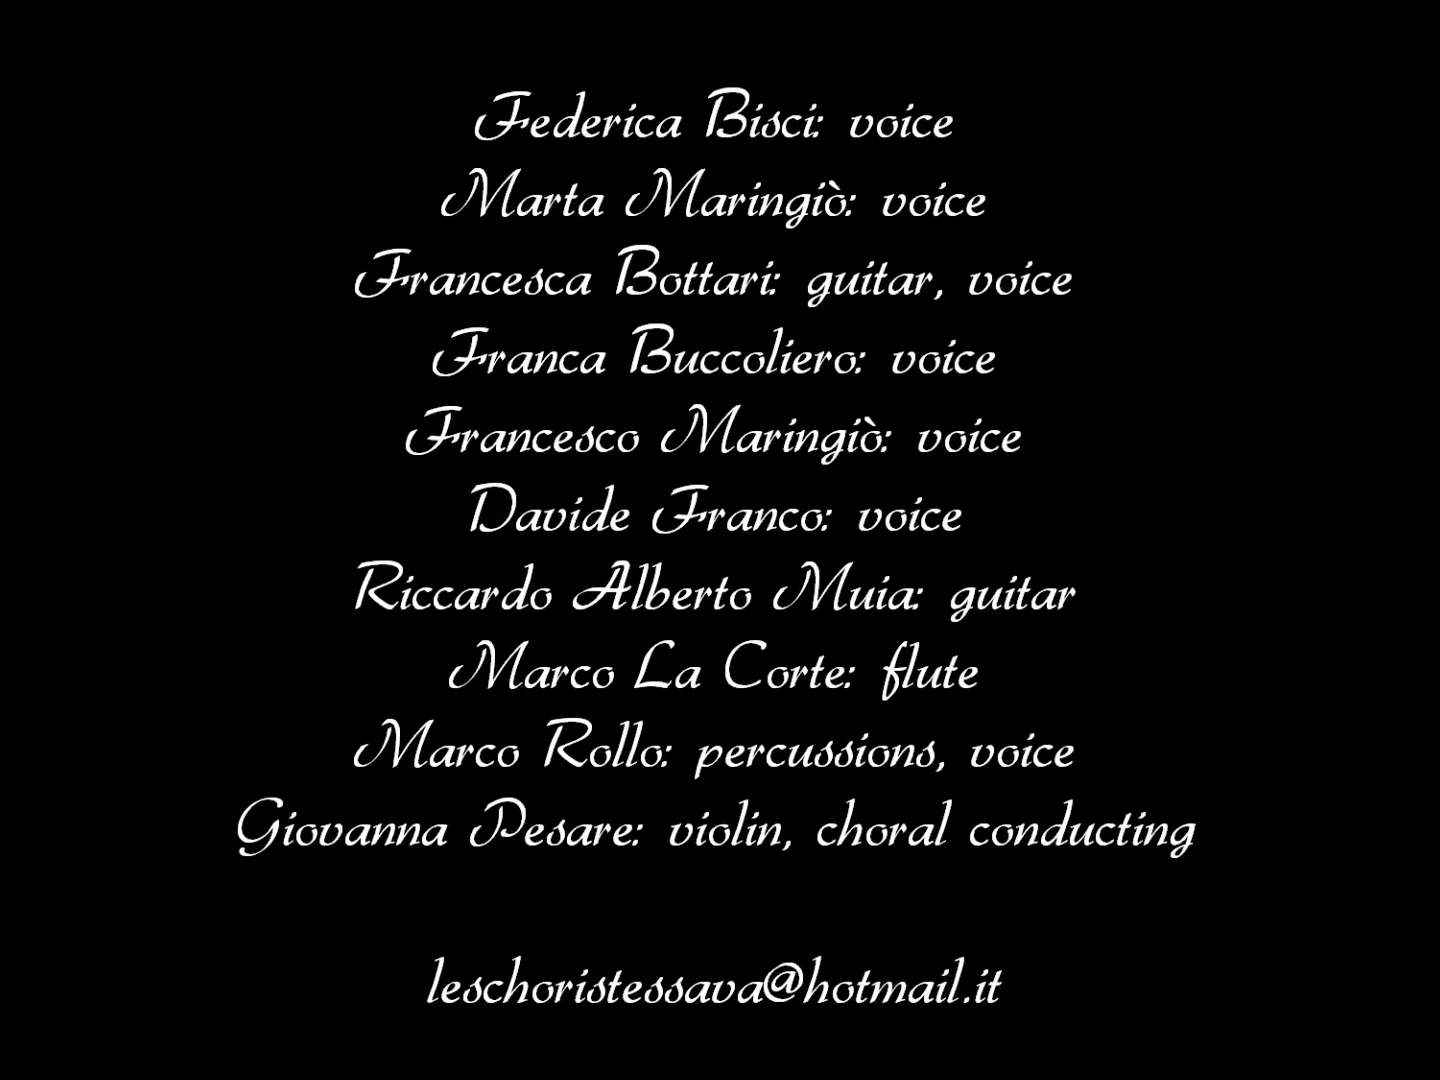 Federica Bisci: voice
Marta Maringiò: voice
Francesca Bottari: guitar, voice
Franca Buccoliero: voice
Francesco Maringiò: voice
Davide Franco: voice
Riccardo Alberto Muia: guitar
Marco La Corte: flute
Marco Rollo: percussions, voice
Giovanna Pesare: violin, choral conducting
leschoristessava@hotmail.it